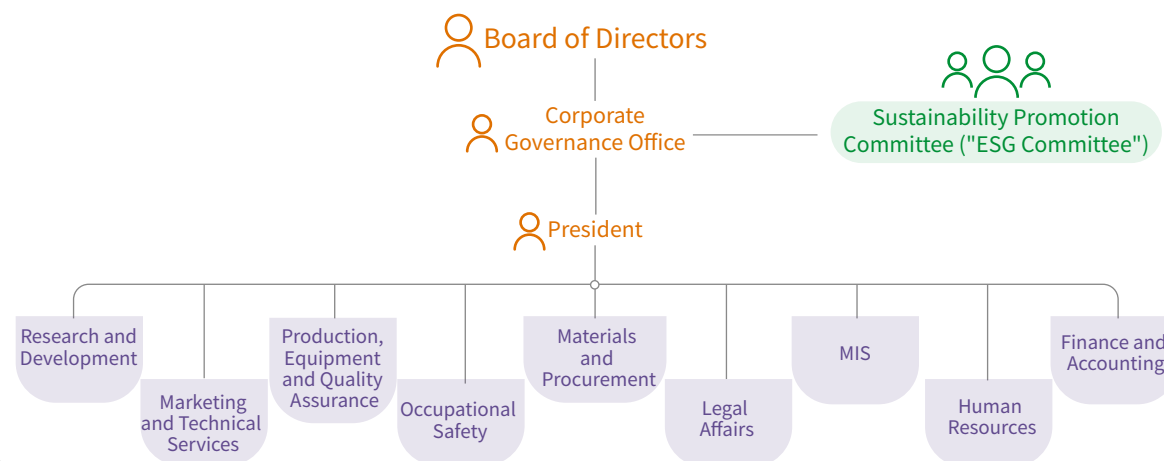 Board of Directors
Corporate
Governance Office
Sustainability Promotion
Committee ("ESG Committee")
President
Research and
Development
Marketing
and Technical
Services
Production,
Equipment
and Quality
Assurance
Occupational
Safety
Materials
and
Procurement
Legal
Affairs
MIS
Human
Resources
Finance and
Accounting